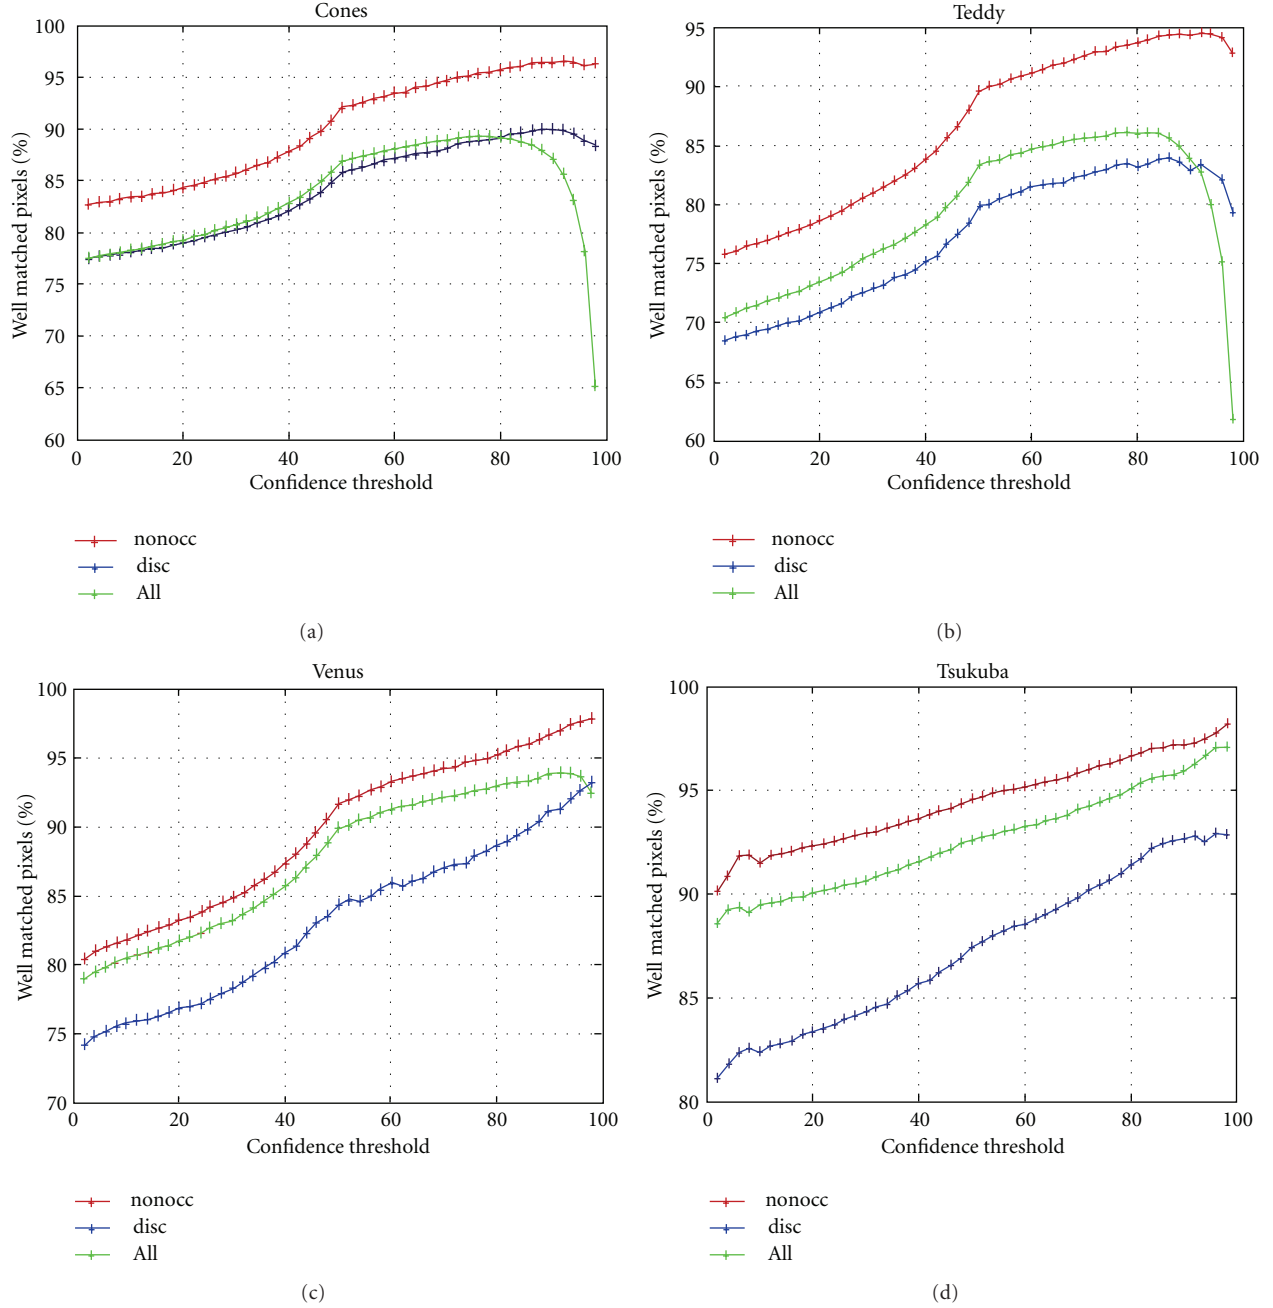 Cones
100
95
90
85
80
75
70
65
60
Well matched pixels (%)
0 20 40 60 80 100
Confidence threshold
nonocc
disc
All
(a)
Teddy
95
90
85
80
75
70
65
60
Well matched pixels (%)
0 20 40 60 80 100
Confidence threshold
nonocc
disc
All
(b)
Venus
100
95
90
85
80
75
70
Well matched pixels (%)
0 20 40 60 80 100
Confidence threshold
nonocc
disc
All
(c)
Tsukuba
100
95
90
85
80
Well matched pixels (%)
0 20 40 60 80 100
Confidence threshold
nonocc
disc
All
(d)